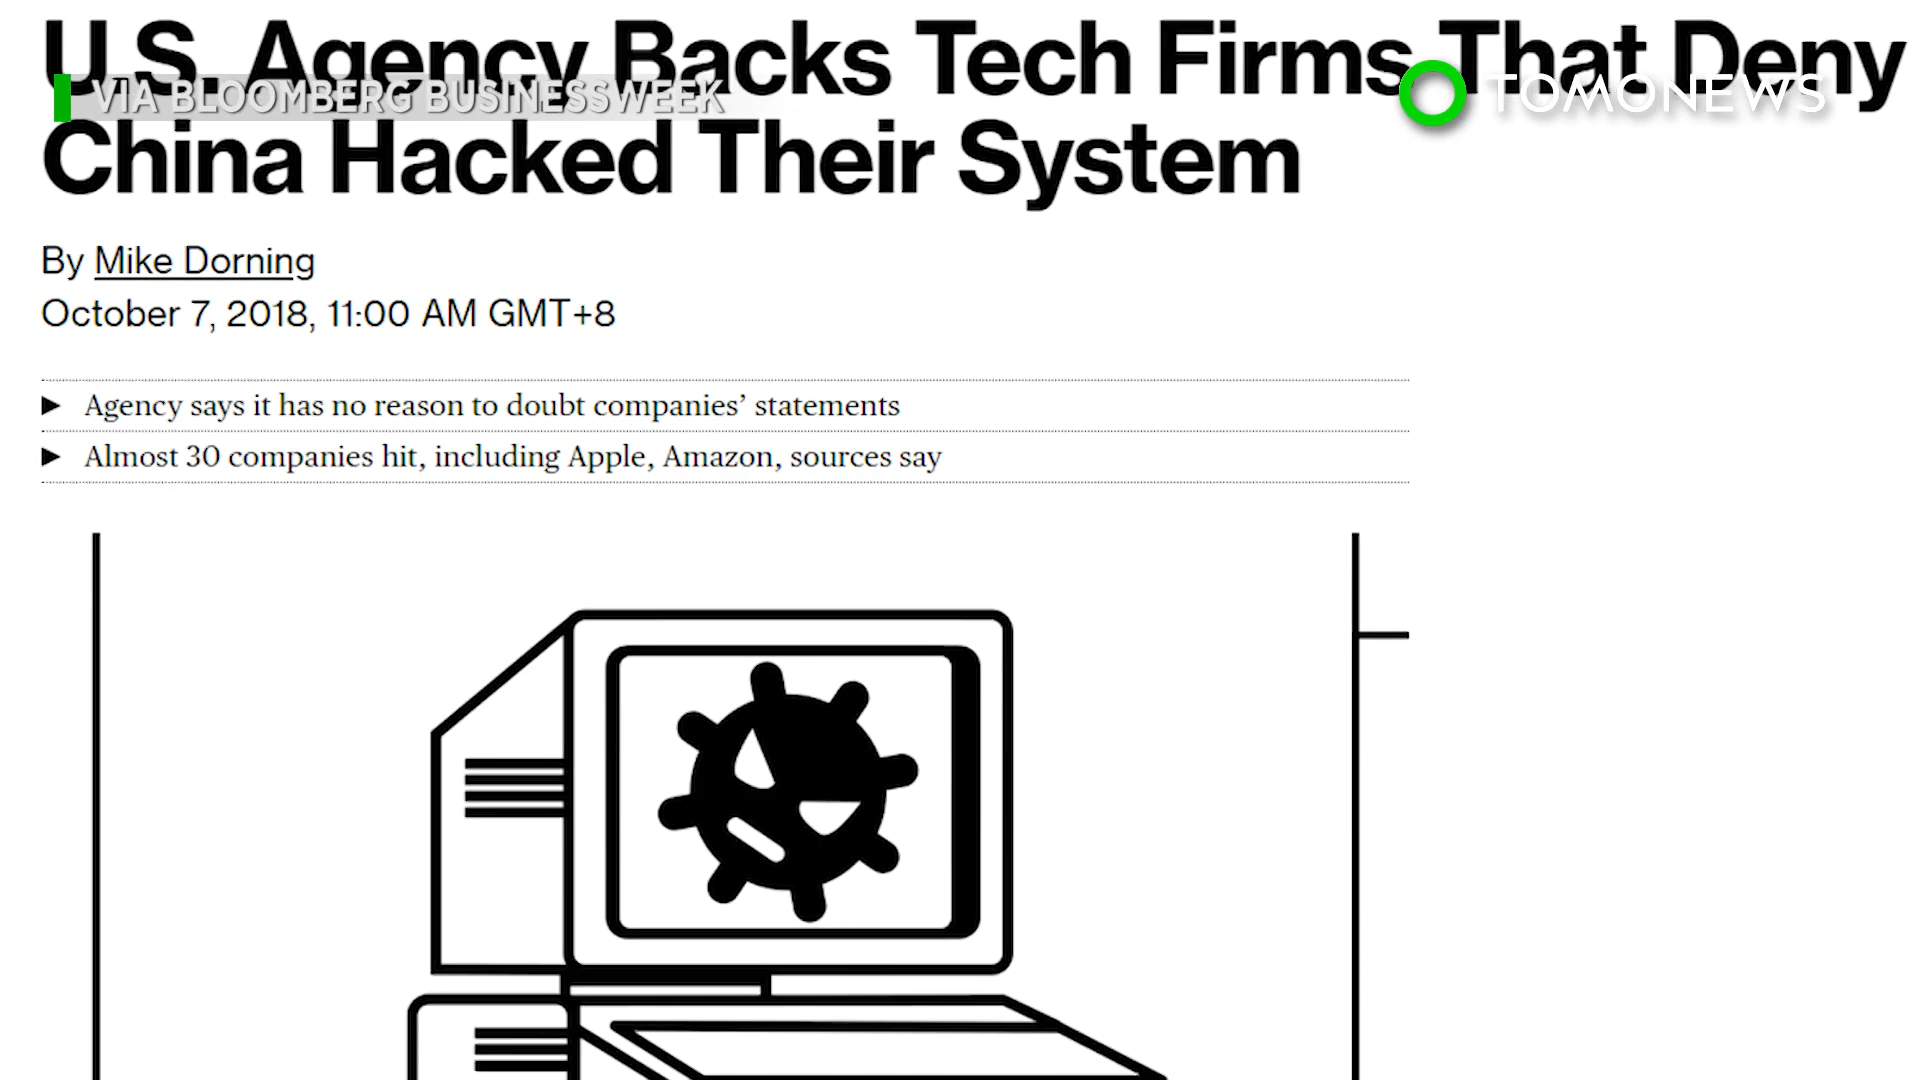 U.S. Agency Backs Tech Firms That Deny
VIA BLOOMBERG BUSINESSWEEK
TOMONEWS
China Hacked Their System
By Mike Dorning
October 7, 2018, 11:00 AM GMT+8
Agency says it has no reason to doubt companies’ statements
Almost 30 companies hit, including Apple, Amazon, sources say